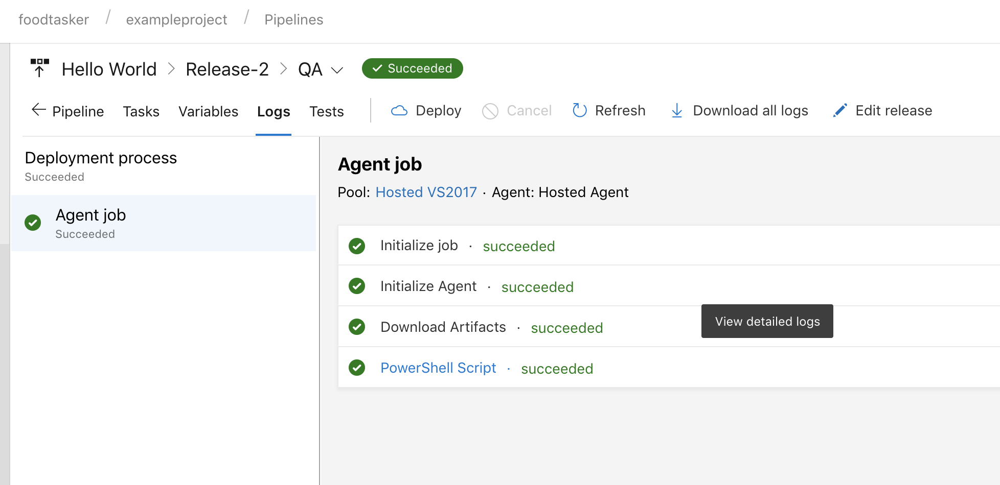 foodtasker / exampleproject / Pipelines
Hello World > Release-2 > QA Succeeded
Pipeline Tasks Variables Logs Tests Deploy Cancel Refresh Download all logs Edit release
Deployment process
Succeeded
Agent job
Succeeded
Agent job
Pool: Hosted VS2017 · Agent: Hosted Agent
Initialize job · succeeded
Initialize Agent · succeeded
Download Artifacts · succeeded
View detailed logs
PowerShell Script · succeeded